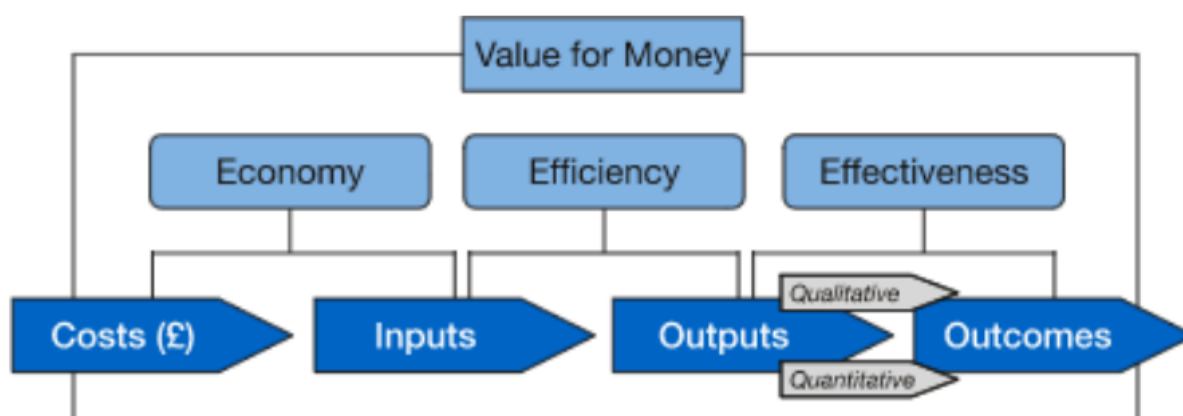 Value for Money
Economy
Efficiency
Effectiveness
Qualitative
Costs (£)
Inputs
Outputs
Outcomes
Quantitative